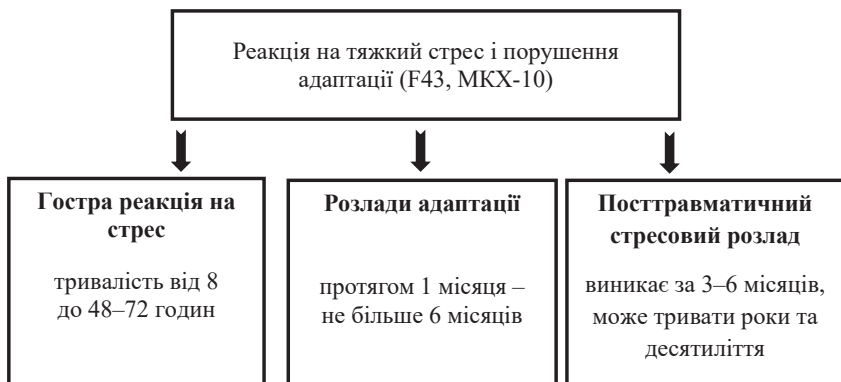 Реакція на тяжкий стрес і порушення
адаптації (F43, МКХ-10)
Гостра реакція на
стрес
тривалість від 8
до 48–72 годин
Розлади адаптації
протягом 1 місяця –
не більше 6 місяців
Посттравматичний
стресовий розлад
виникає за 3–6 місяців,
може тривати роки та
десятиліття